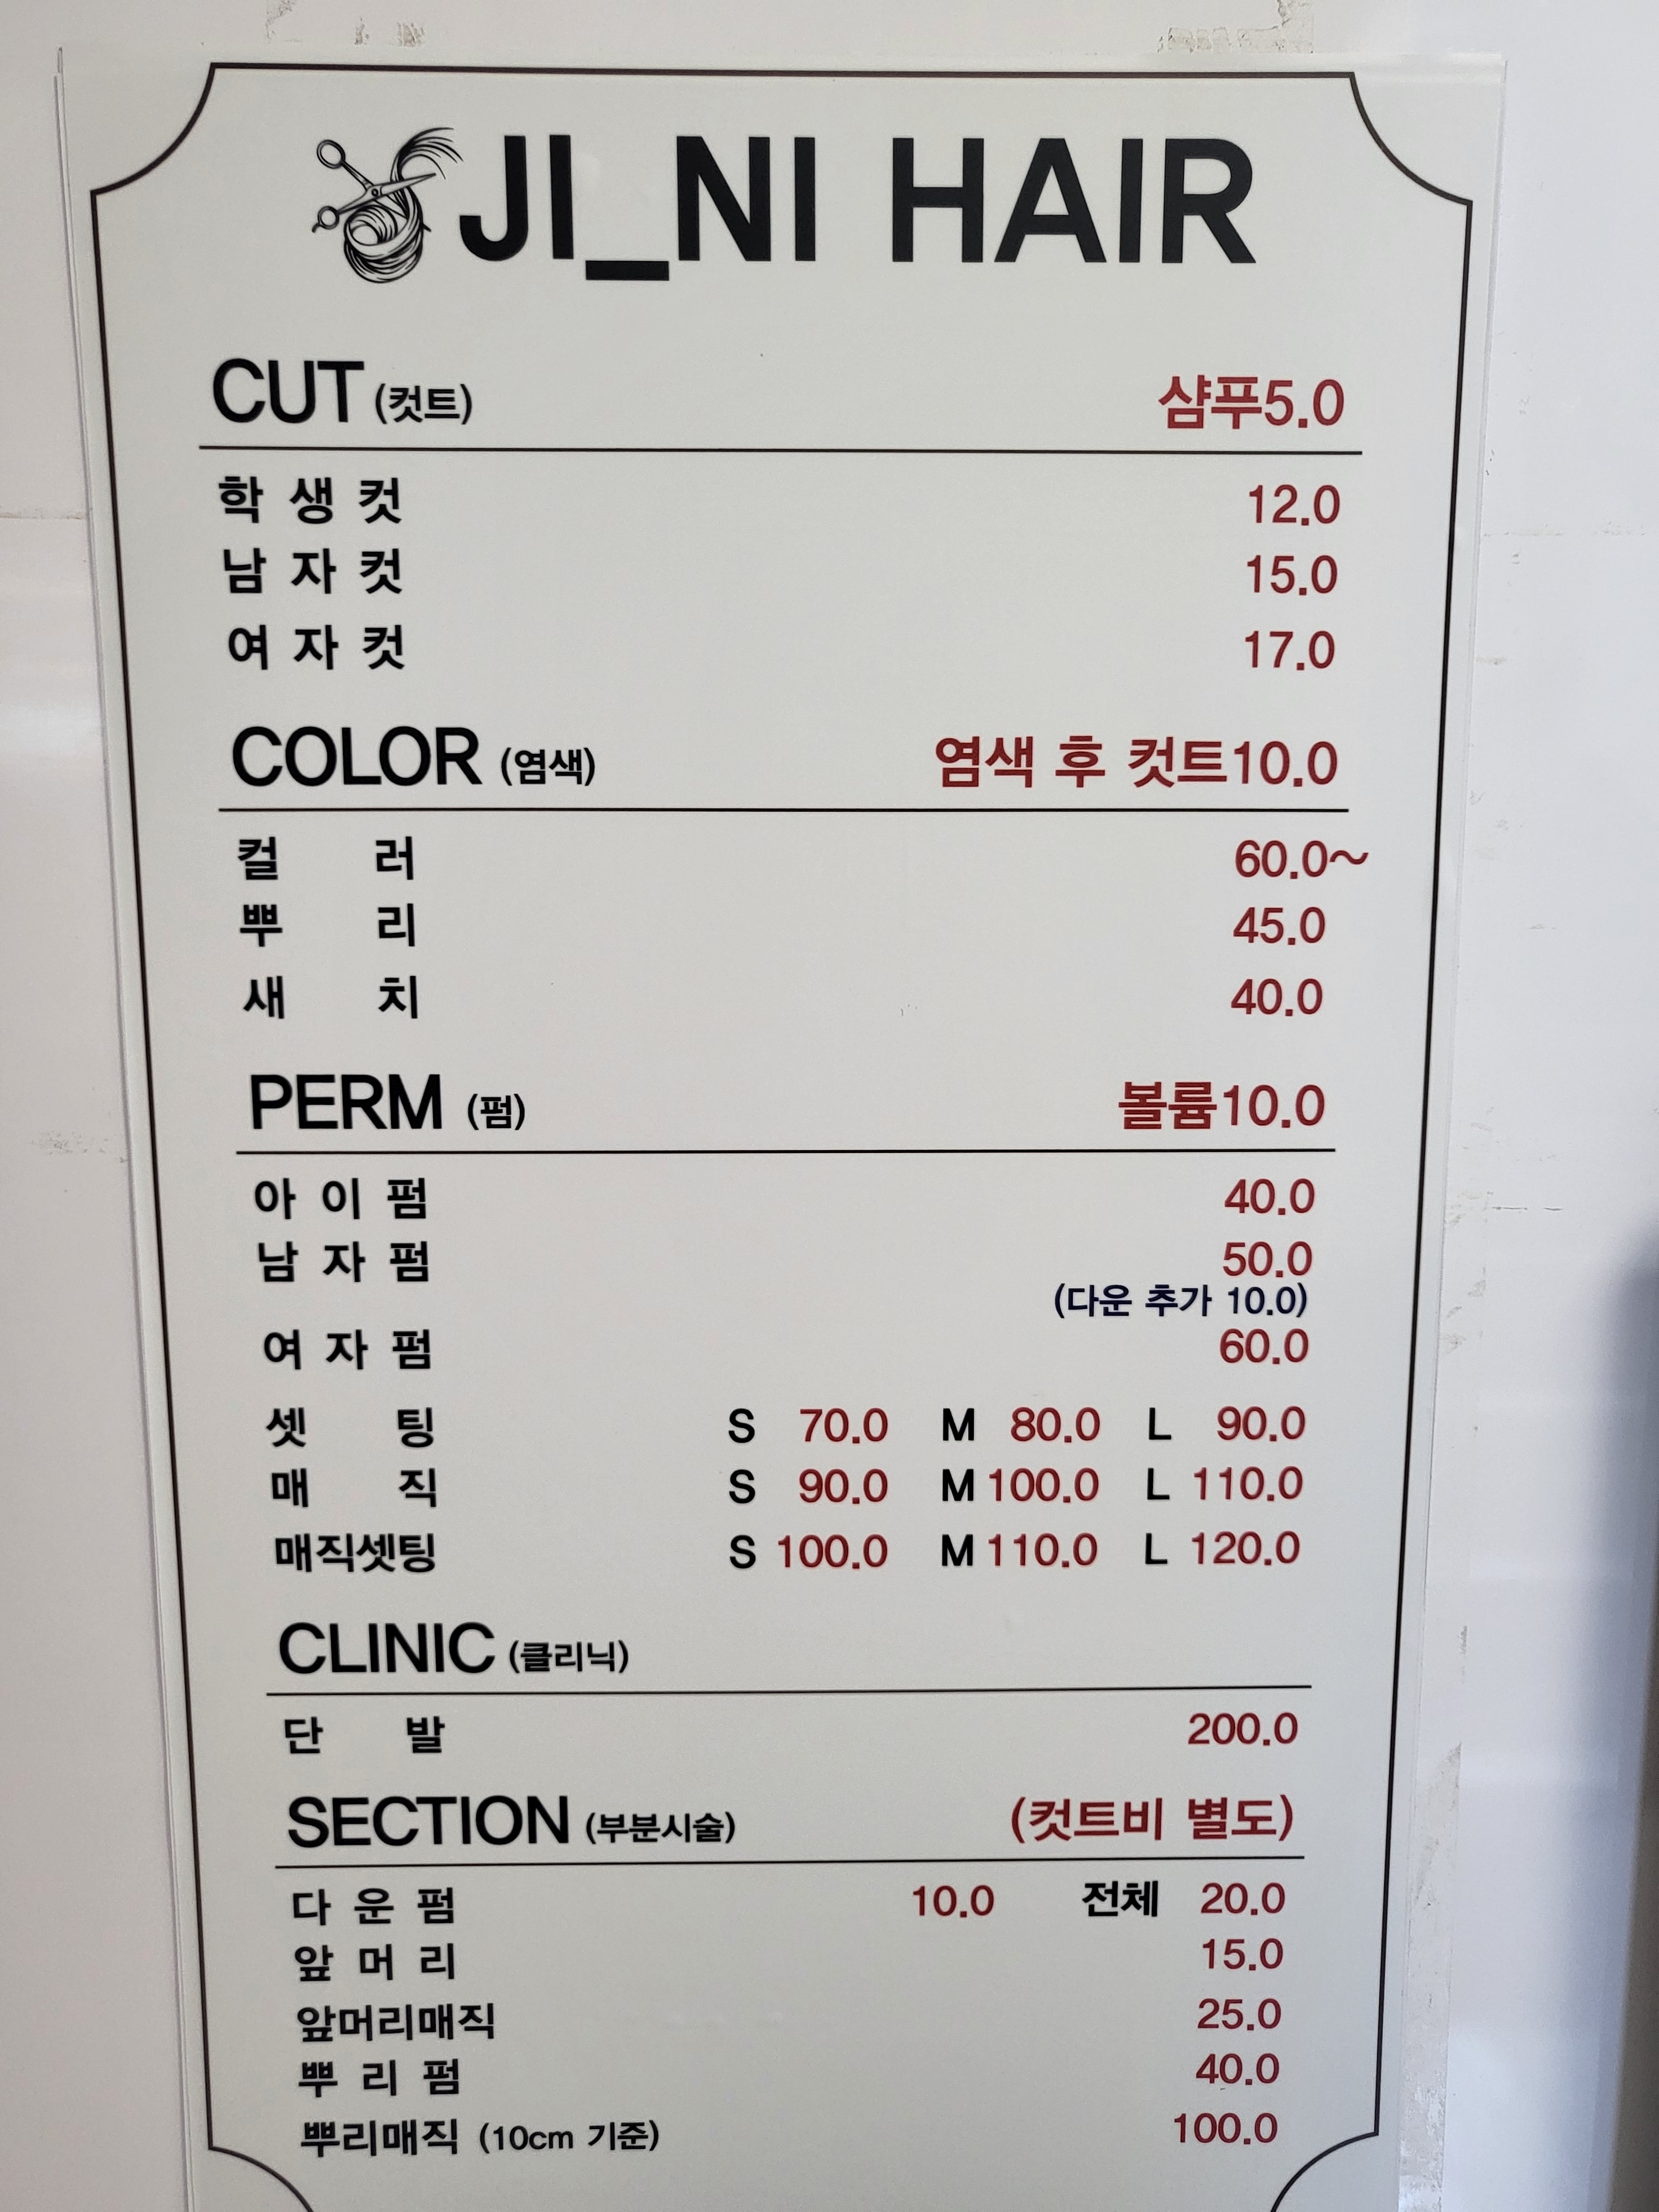 JI_NI HAIR
CUT (컷트) 샴푸5.0
학 생 컷 12.0
남 자 컷 15.0
여 자 컷 17.0
COLOR (염색) 염색 후 컷트10.0
컬 러 60.0~
뿌 리 45.0
새 치 40.0
PERM (펌) 볼륨10.0
아 이 펌 40.0
남 자 펌 50.0
(다운 추가 10.0)
여 자 펌 60.0
셋 팅 S 70.0 M 80.0 L 90.0
매 직 S 90.0 M 100.0 L 110.0
매직셋팅 S 100.0 M 110.0 L 120.0
CLINIC (클리닉)
단 발 200.0
SECTION (부분시술) (컷트비 별도)
다 운 펌 10.0 전체 20.0
앞 머 리 15.0
앞머리매직 25.0
뿌 리 펌 40.0
뿌리매직 (10cm 기준) 100.0